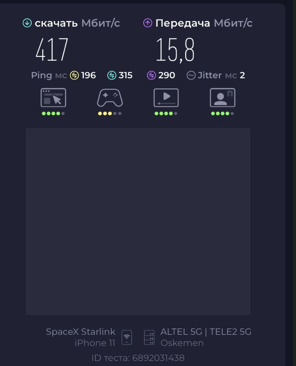 скачать Мбит/с
Передача Мбит/с
417
15,8
Ping мс 196 315 290 Jitter мс 2
SpaceX Starlink
iPhone 11
ALTEL 5G | TELE2 5G
Oskemen
ID теста: 6892031438